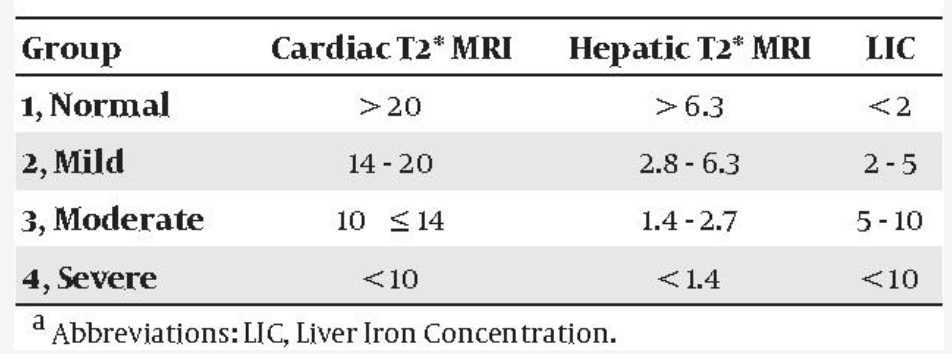 Group Cardiac T2* MRI Hepatic T2* MRI LIC
1, Normal >20 >6.3 <2
2, Mild 14 - 20 2.8 - 6.3 2 - 5
3, Moderate 10 ≤14 1.4 - 2.7 5 - 10
4, Severe <10 <1.4 <10
a Abbreviations: LIC, Liver Iron Concentration.